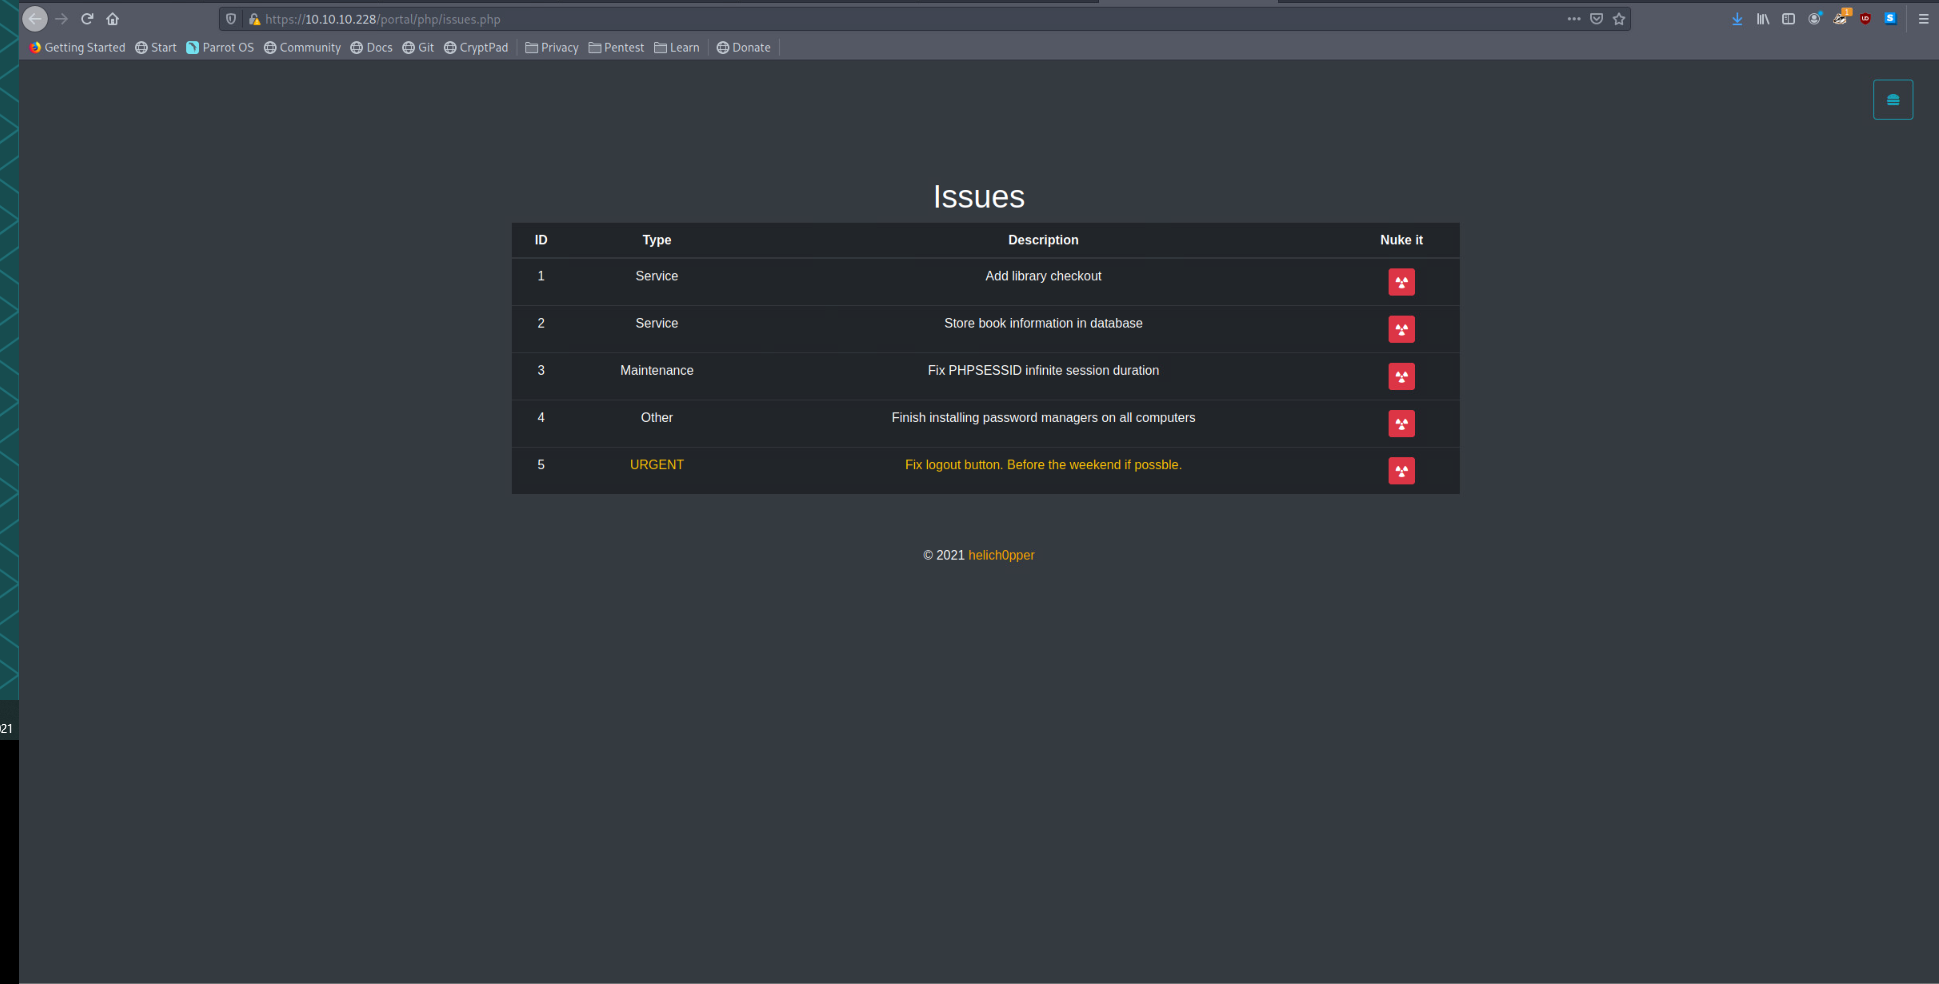 https://10.10.10.228/portal/php/issues.php
1
Getting Started Start Parrot OS Community Docs Git CryptPad Privacy Pentest Learn Donate
Issues
ID Type Description Nuke it
1 Service Add library checkout
2 Service Store book information in database
3 Maintenance Fix PHPSESSID infinite session duration
4 Other Finish installing password managers on all computers
5 URGENT Fix logout button. Before the weekend if possble.
© 2021 helich0pper
021